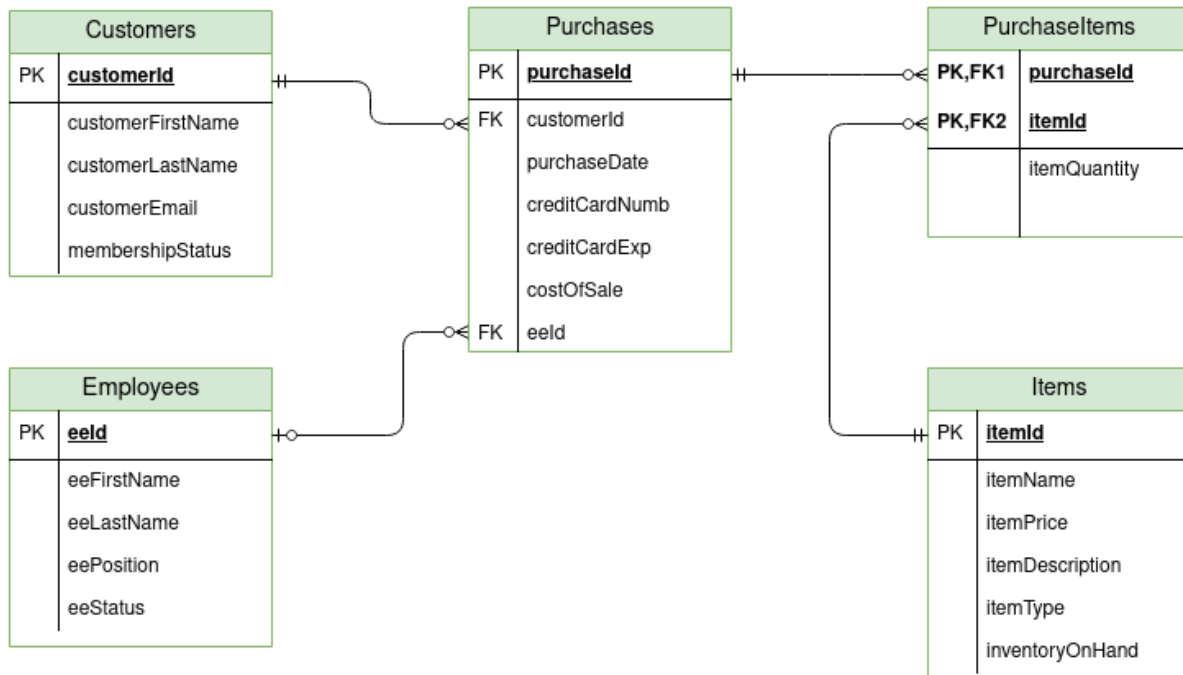 Customers
PK customerId
customerFirstName
customerLastName
customerEmail
membershipStatus
Purchases
PK purchaseId
FK customerId
purchaseDate
creditCardNumb
creditCardExp
costOfSale
FK eeId
PurchaseItems
PK,FK1 purchaseId
PK,FK2 itemId
itemQuantity
Employees
PK eeId
eeFirstName
eeLastName
eePosition
eeStatus
Items
PK itemId
itemName
itemPrice
itemDescription
itemType
inventoryOnHand